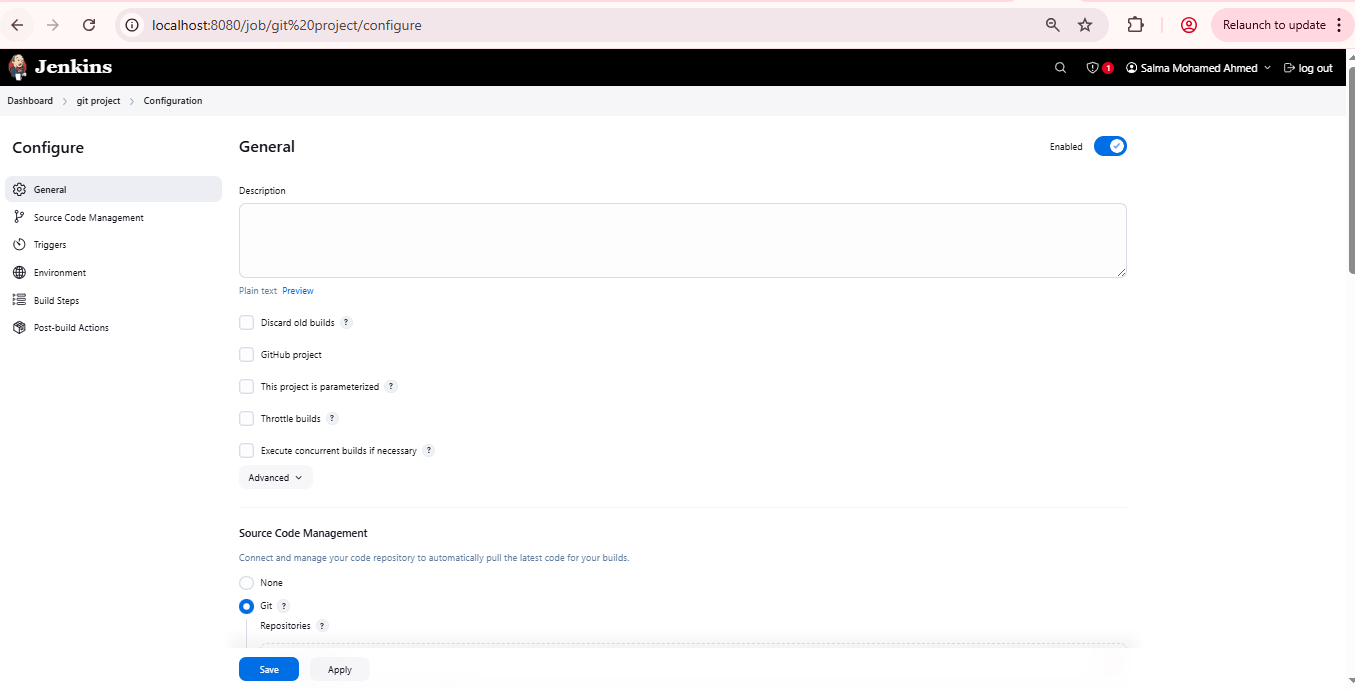 localhost:8080/job/git%20project/configure
Relaunch to update
Jenkins
1
Salma Mohamed Ahmed
log out
Dashboard
git project
Configuration
Configure
General
Source Code Management
Triggers
Environment
Build Steps
Post-build Actions
General
Enabled
Description
Plain text Preview
Discard old builds ?
GitHub project
This project is parameterized ?
Throttle builds ?
Execute concurrent builds if necessary ?
Advanced
Source Code Management
Connect and manage your code repository to automatically pull the latest code for your builds.
None
Git ?
Repositories ?
Save
Apply